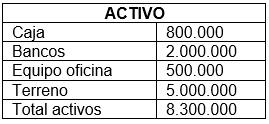 ACTIVO
Caja 800.000
Bancos 2.000.000
Equipo oficina 500.000
Terreno 5.000.000
Total activos 8.300.000